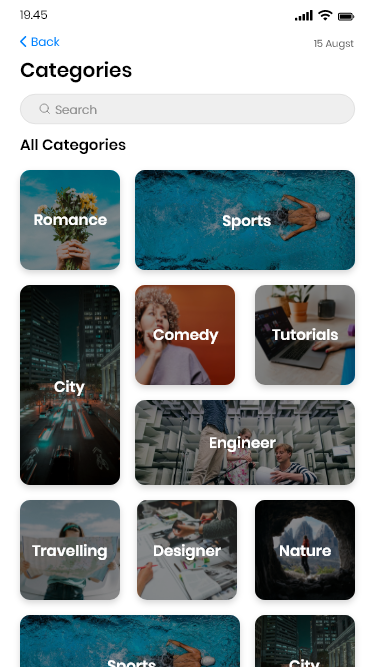 19.45
Back
15 Augst
Categories
Search
All Categories
Romance
Sports
City
Comedy
Tutorials
Engineer
Travelling
Designer
Nature
Sports
City